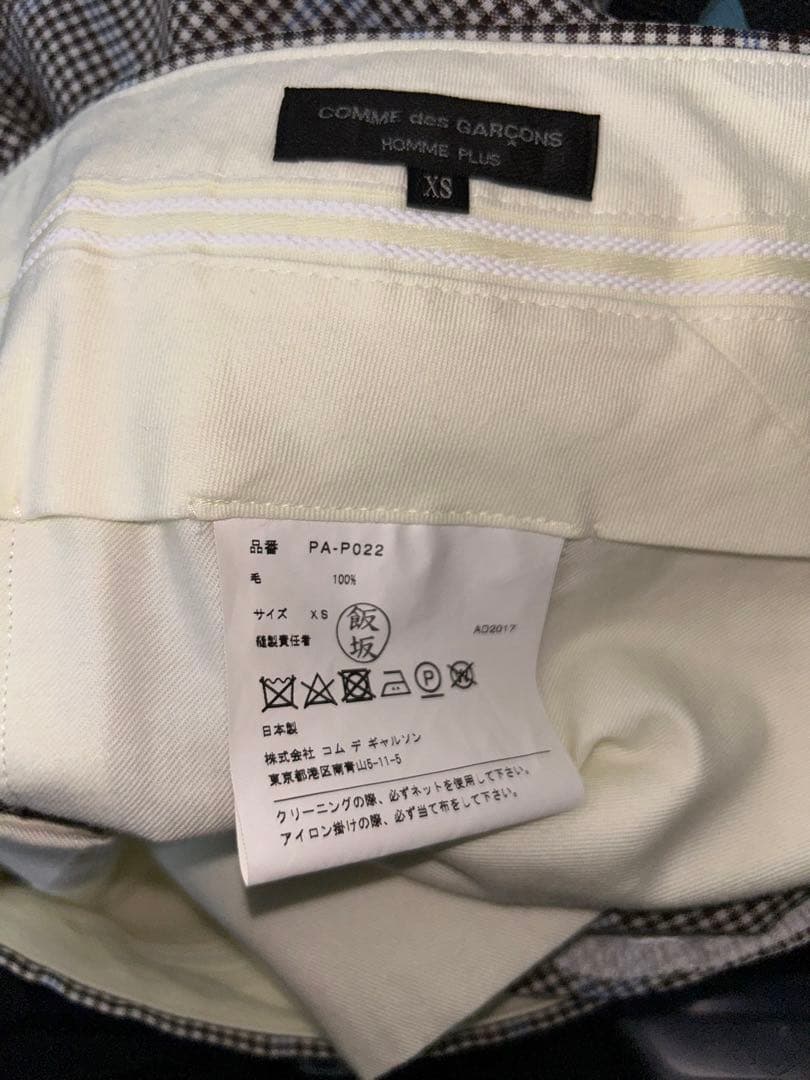 COMME des GARÇONS
HOMME PLUS
XS
品番 PA-P022
毛 100%
サイズ XS
縫製責任者 飯坂
AD2017
P
W
日本製
株式会社 コム デ ギャルソン
東京都港区南青山5-11-5
クリーニングの際、必ずネットを使用して下さい。
アイロン掛けの際、必ず当て布をして下さい。